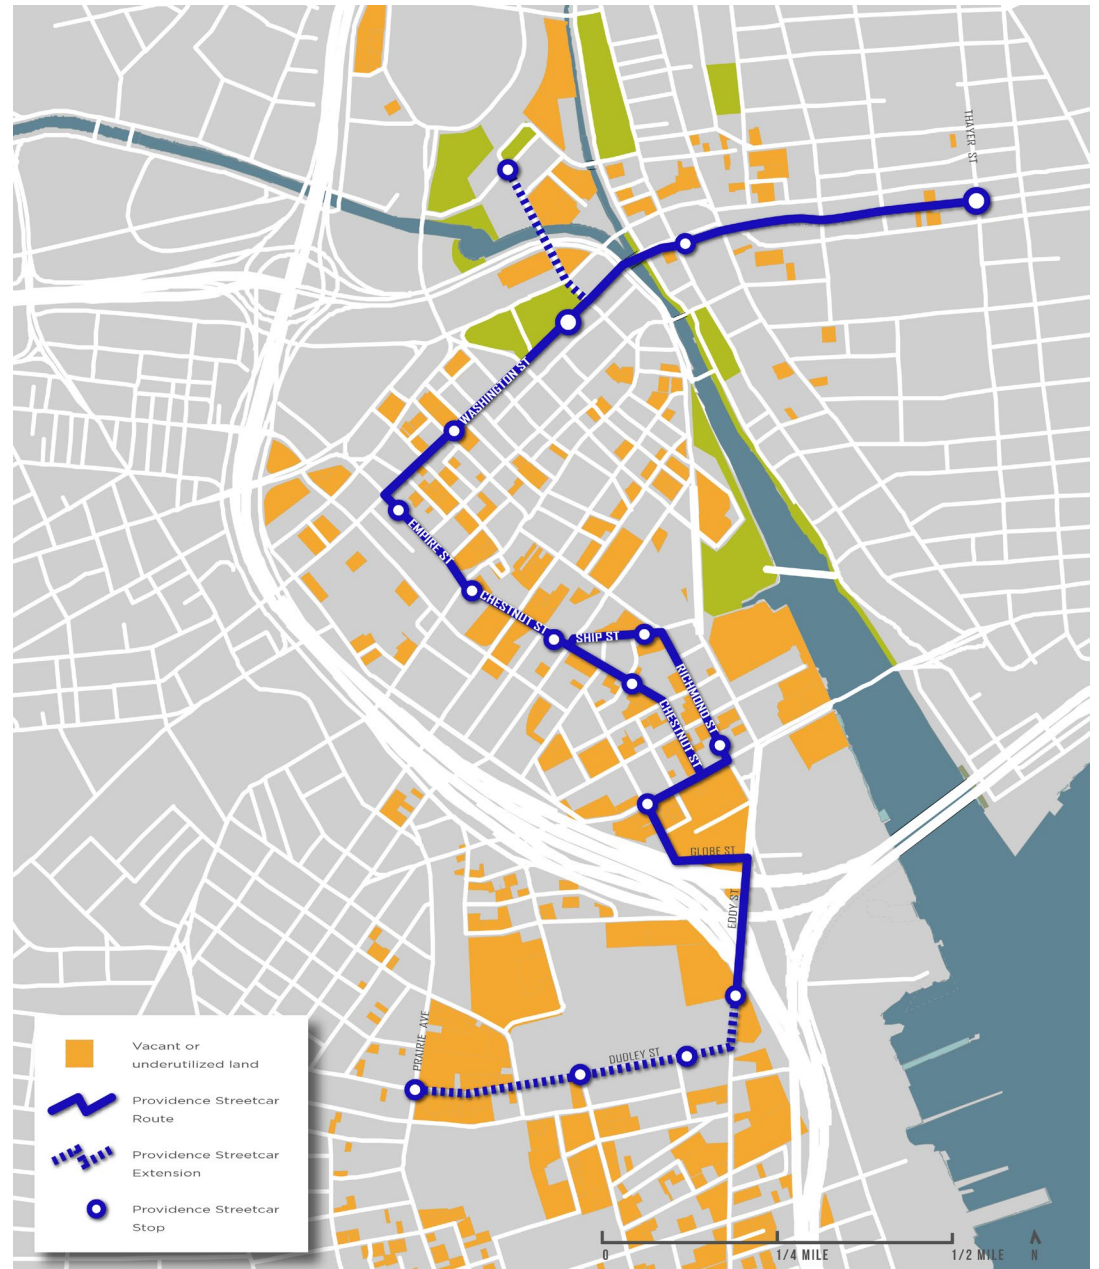 THAYER ST
WASHINGTON ST
EMPIRE ST
CHESTNUT ST
SHIP ST
RICHMOND ST
CHESTNUT ST
GLOBE ST
EDDY ST
PRAIRIE AVE
DUDLEY ST
Vacant or
underutilized land
Providence Streetcar
Route
Providence Streetcar
Extension
Providence Streetcar
Stop
0 1/4 MILE 1/2 MILE N